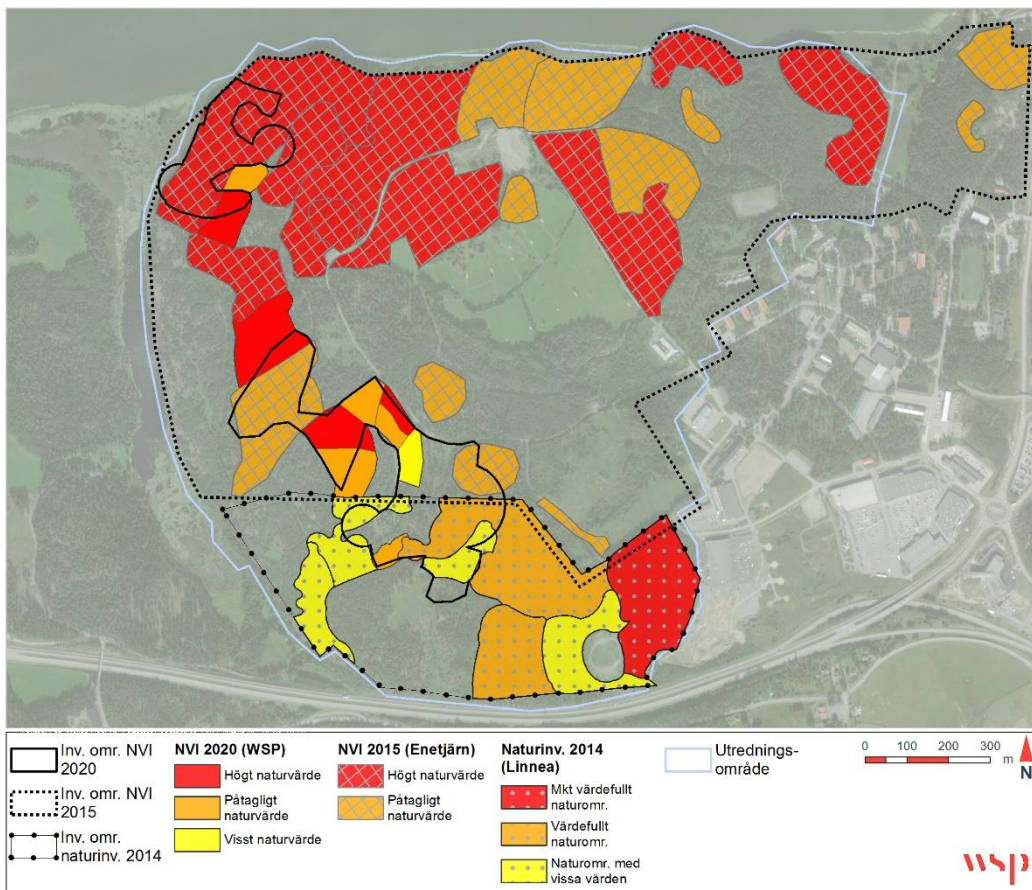 Inv. omr. NVI
2020
Inv. omr. NVI
2015
Inv. omr.
naturinv. 2014
NVI 2020 (WSP)
Högt naturvärde
Påtagligt
naturvärde
Visst naturvärde
NVI 2015 (Enetjärn)
Högt naturvärde
Påtagligt
naturvärde
Naturinv. 2014
(Linnea)
Mkt värdefullt
naturomr.
Värdefullt
naturomr.
Naturomr. med
vissa värden
Utrednings-
område
0 100 200 300
m
N
wsp